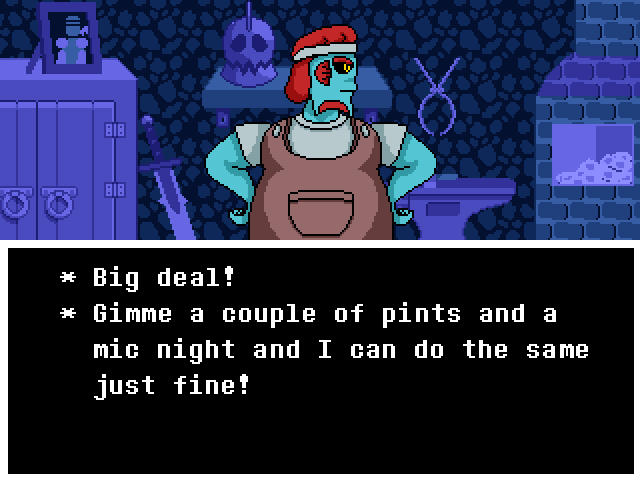 * Big deal!
* Gimme a couple of pints and a
mic night and I can do the same
just fine!